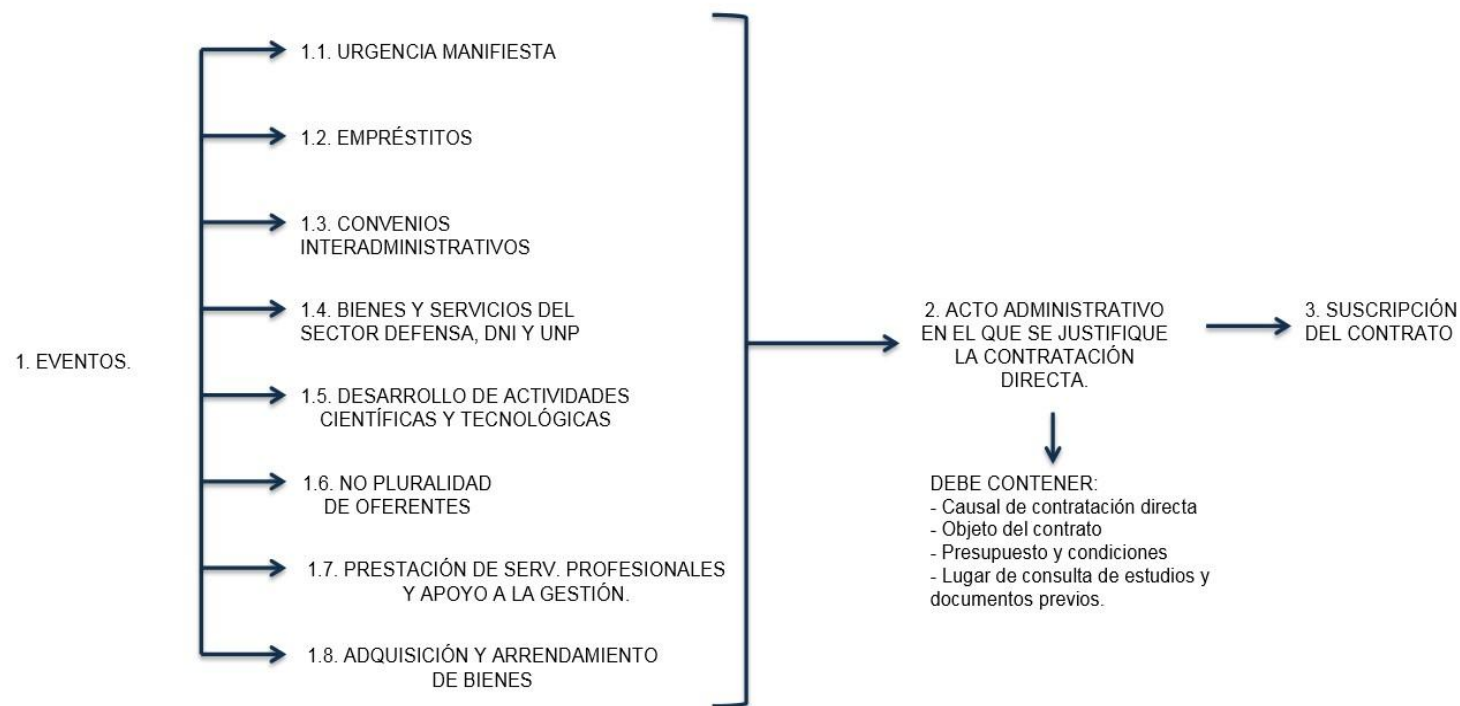 1. EVENTOS.
1.1. URGENCIA MANIFIESTA
1.2. EMPRÉSTITOS
1.3. CONVENIOS
INTERADMINISTRATIVOS
1.4. BIENES Y SERVICIOS DEL
SECTOR DEFENSA, DNI Y UNP
1.5. DESARROLLO DE ACTIVIDADES
CIENTÍFICAS Y TECNOLÓGICAS
1.6. NO PLURALIDAD
DE OFERENTES
1.7. PRESTACIÓN DE SERV. PROFESIONALES
Y APOYO A LA GESTIÓN.
1.8. ADQUISICIÓN Y ARRENDAMIENTO
DE BIENES
2. ACTO ADMINISTRATIVO
EN EL QUE SE JUSTIFIQUE
LA CONTRATACIÓN
DIRECTA.
DEBE CONTENER:
- Causal de contratación directa
- Objeto del contrato
- Presupuesto y condiciones
- Lugar de consulta de estudios y
documentos previos.
3. SUSCRIPCIÓN
DEL CONTRATO